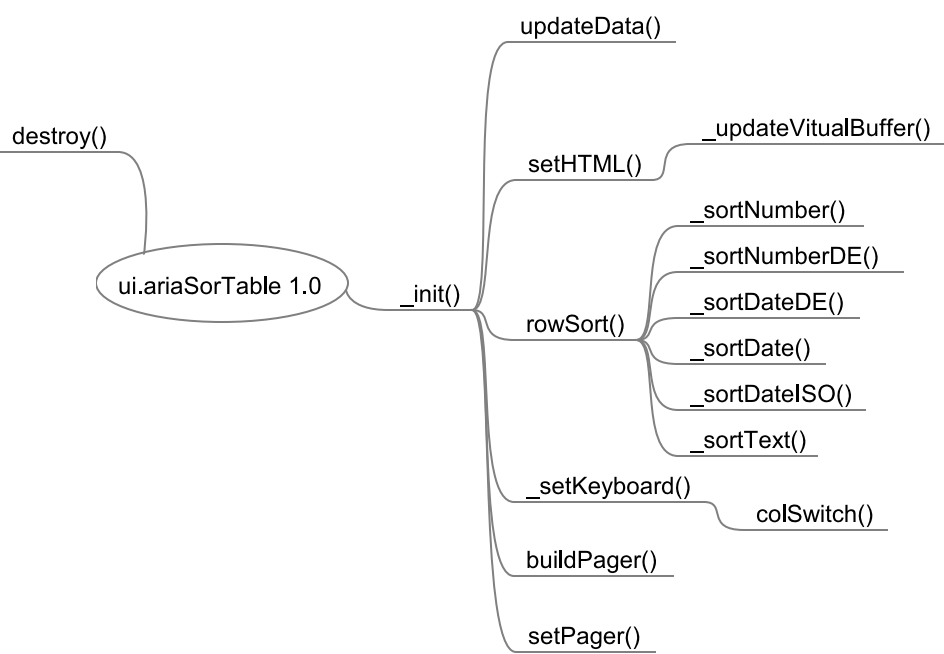 updateData()
destroy()
_updateVitualBuffer()
setHTML()
_sortNumber()
_sortNumberDE()
ui.ariaSorTable 1.0
_init()
_sortDateDE()
rowSort()
_sortDate()
_sortDateISO()
_sortText()
_setKeyboard()
colSwitch()
buildPager()
setPager()